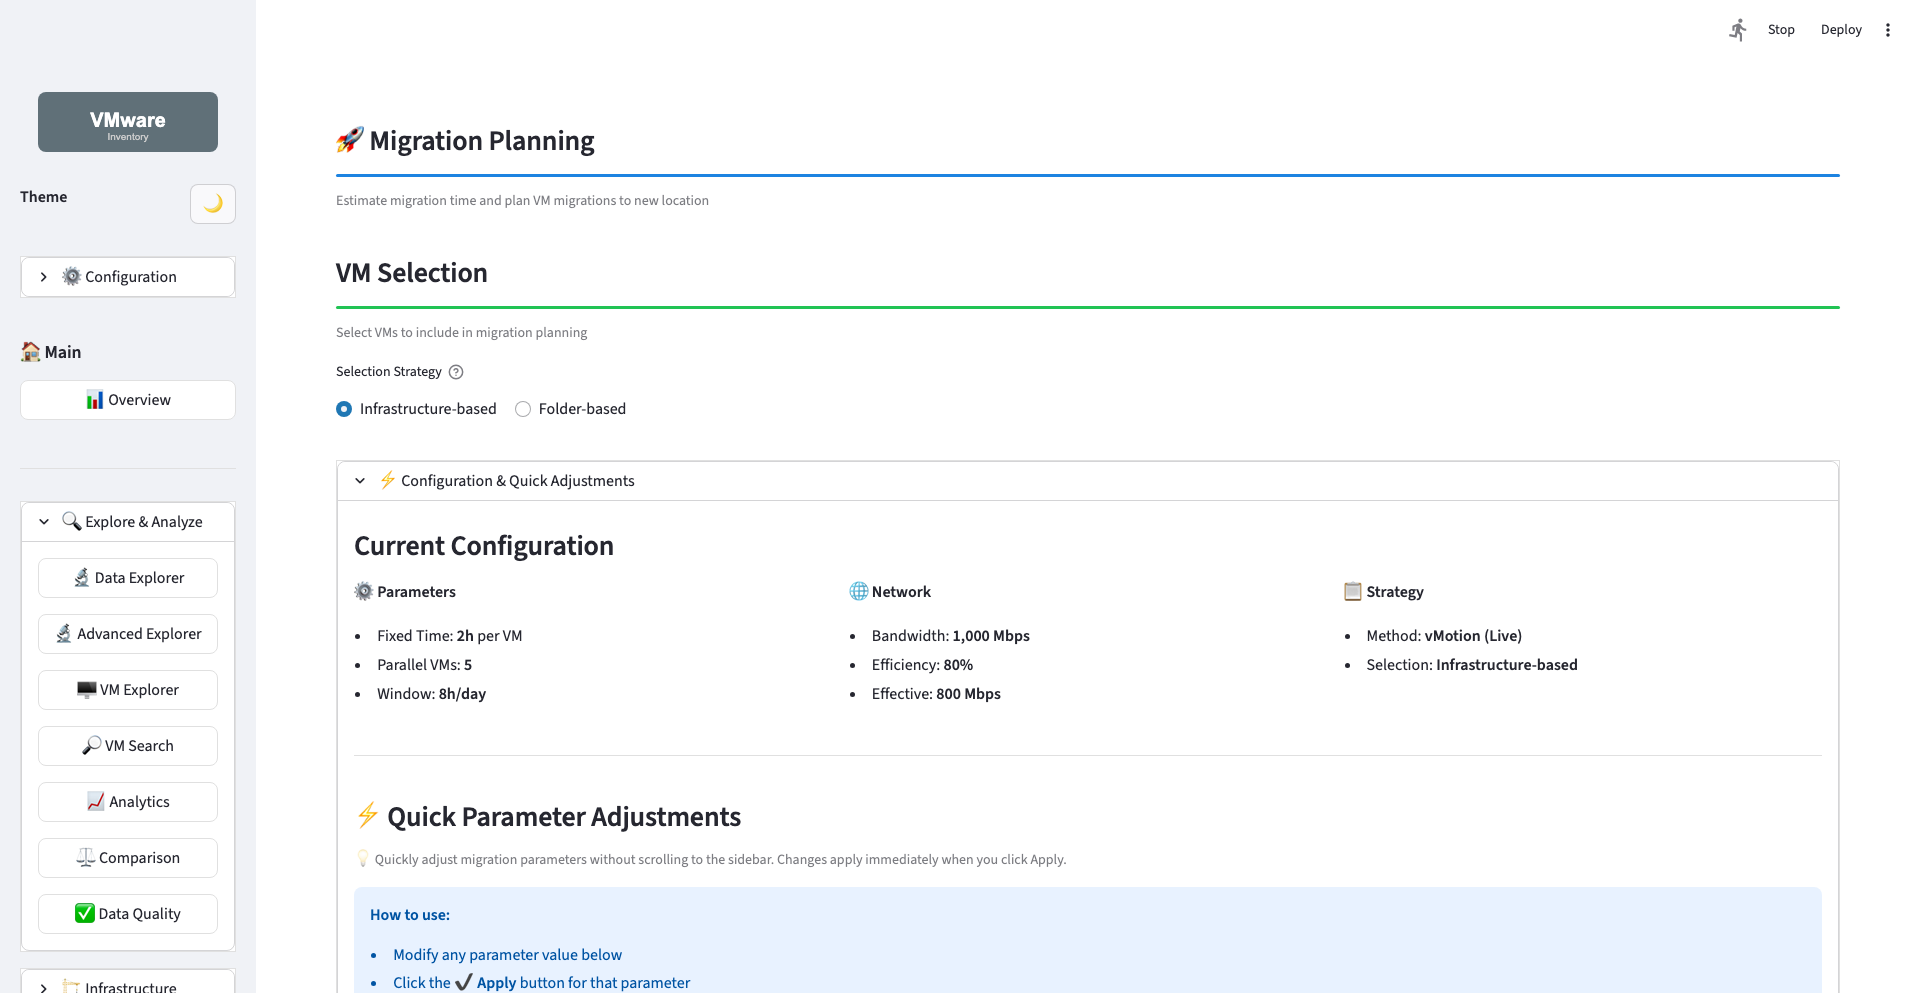 Stop
Deploy
VMware
Inventory
Theme
Configuration
Main
Overview
Explore & Analyze
Data Explorer
Advanced Explorer
VM Explorer
VM Search
Analytics
Comparison
Data Quality
Infrastructure
Migration Planning
Estimate migration time and plan VM migrations to new location
VM Selection
Select VMs to include in migration planning
Selection Strategy
Infrastructure-based
Folder-based
Configuration & Quick Adjustments
Current Configuration
Parameters
Fixed Time: 2h per VM
Parallel VMs: 5
Window: 8h/day
Network
Bandwidth: 1,000 Mbps
Efficiency: 80%
Effective: 800 Mbps
Strategy
Method: vMotion (Live)
Selection: Infrastructure-based
Quick Parameter Adjustments
Quickly adjust migration parameters without scrolling to the sidebar. Changes apply immediately when you click Apply.
How to use:
Modify any parameter value below
Click the ✔ Apply button for that parameter